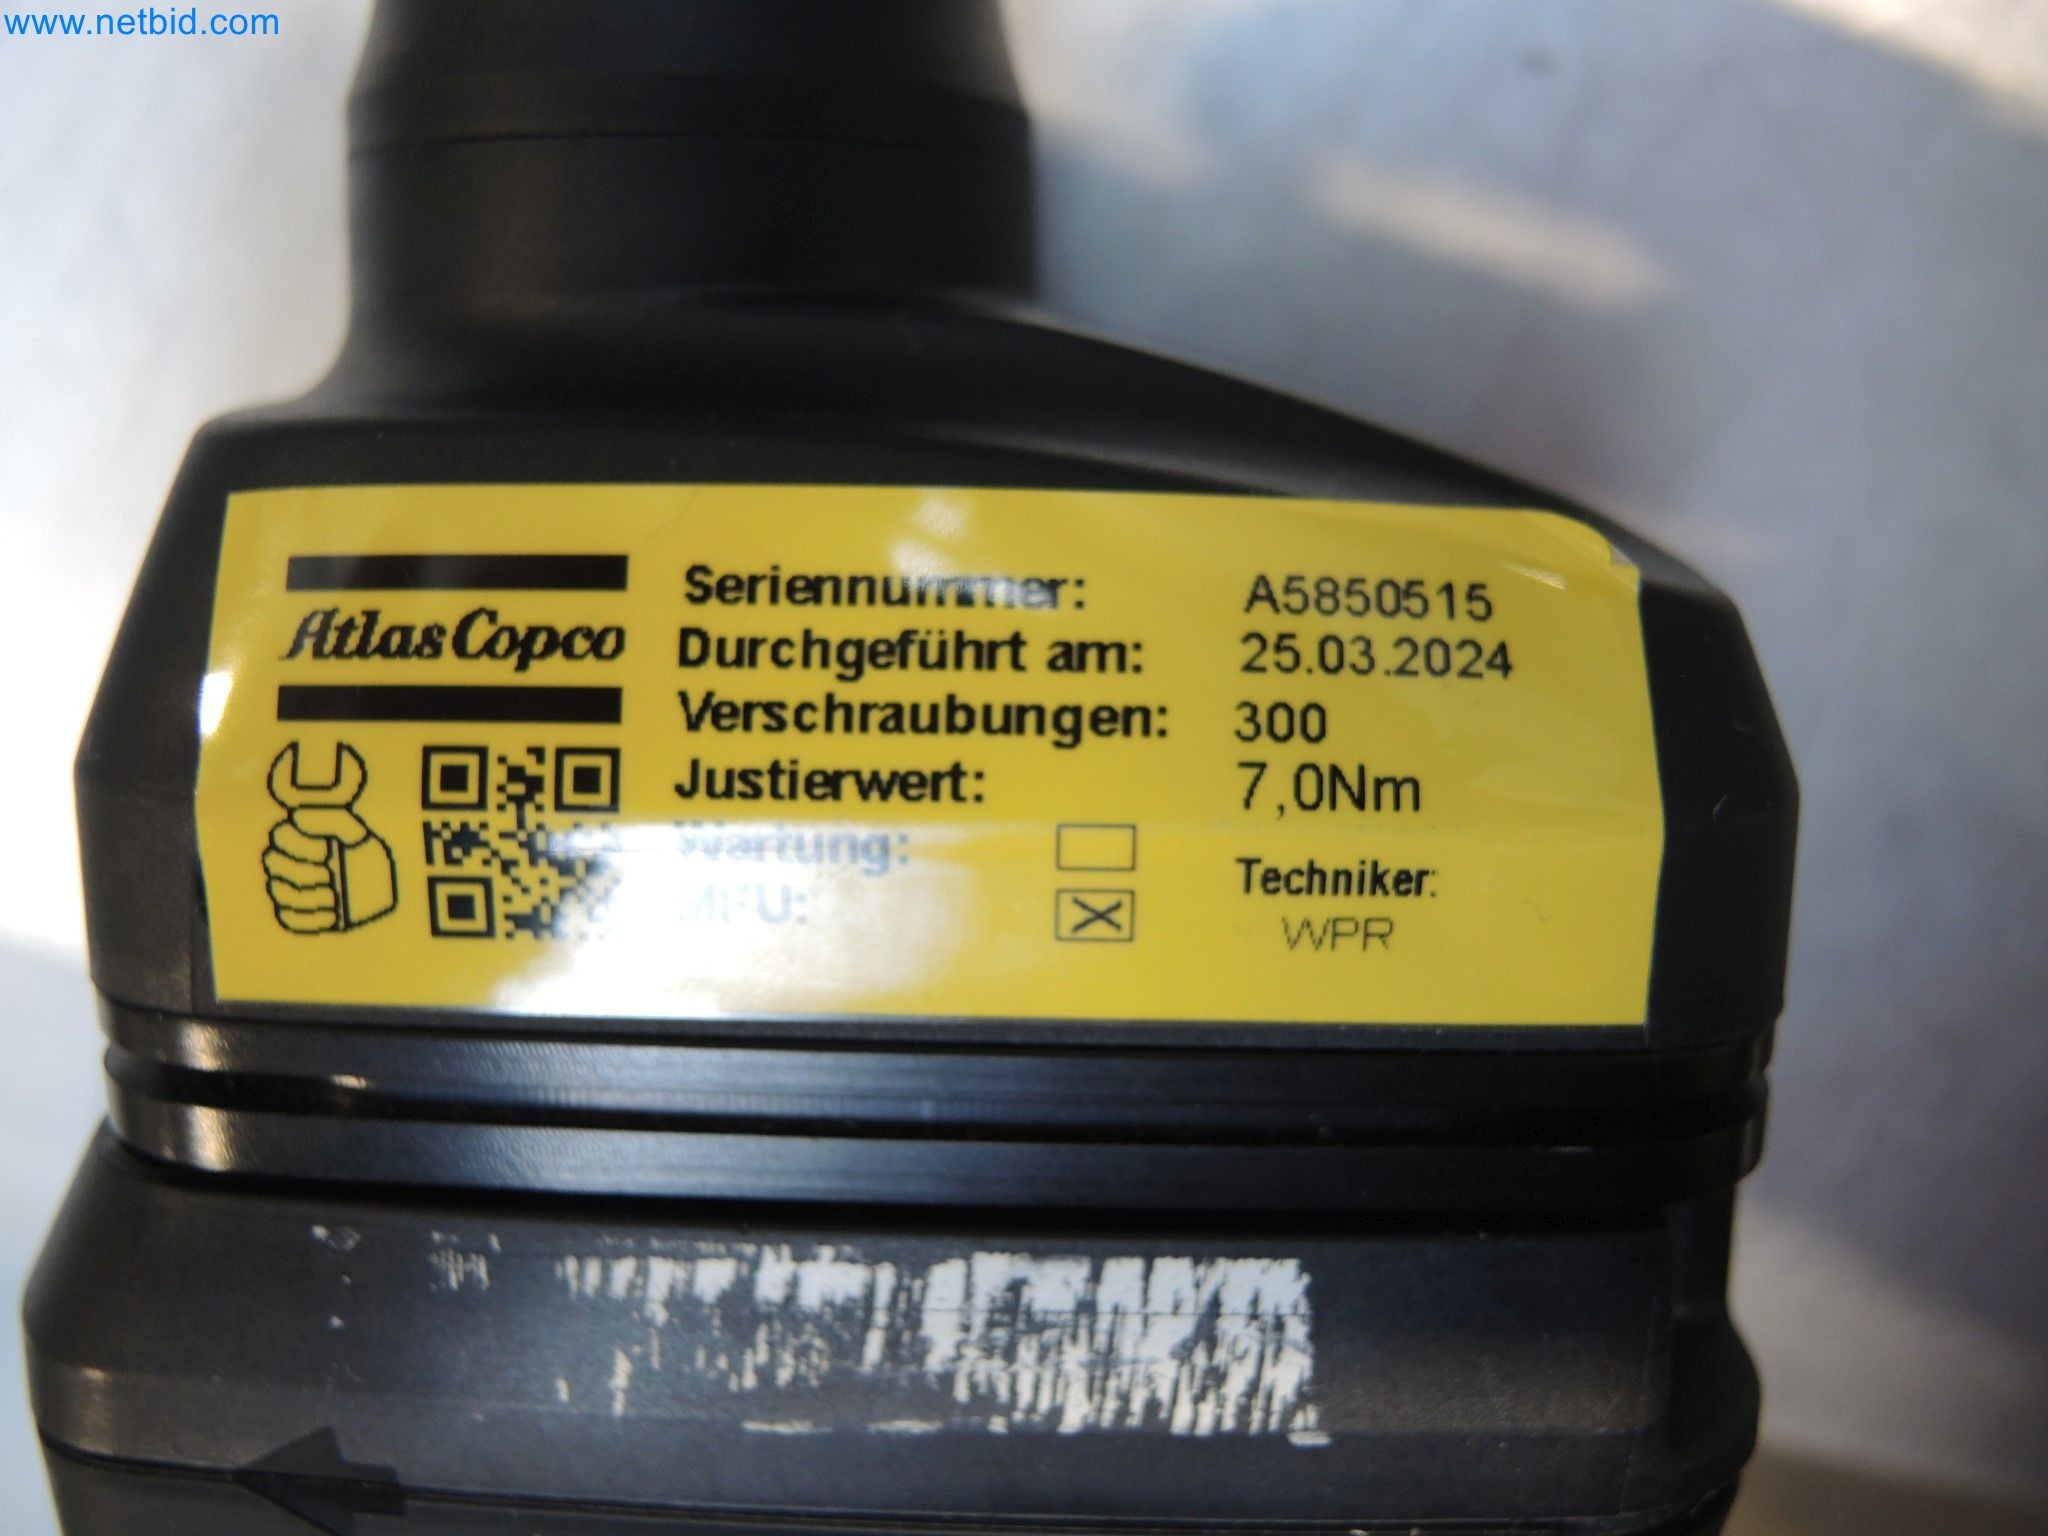 www.netbid.com
Atlas Copco
Seriennummer: A5850515
Durchgeführt am: 25.03.2024
Verschraubungen: 300
Justierwert: 7,0Nm
Wartung:
MFU:
Techniker:
WPR